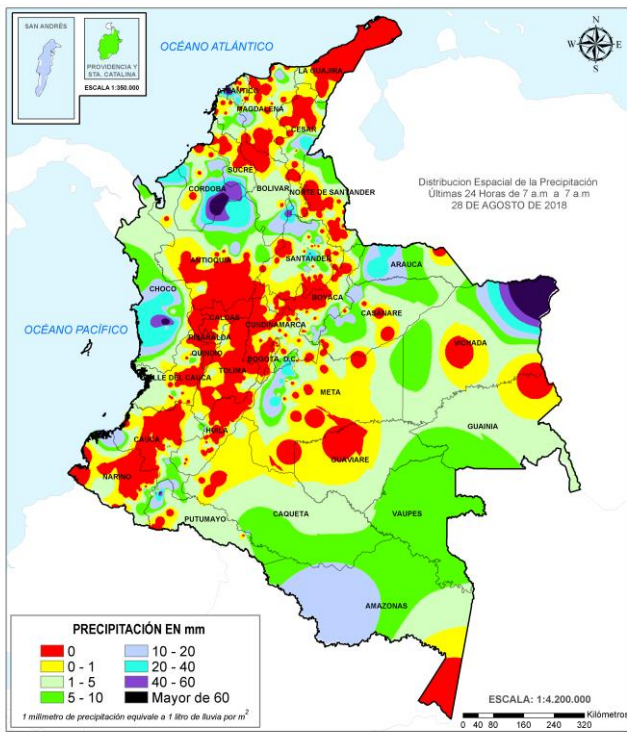 SAN ANDRÉS
PROVIDENCIA Y
STA. CATALINA
ESCALA 1:350.000
OCÉANO ATLÁNTICO
N
W E
S
LA GUAJIRA
ATLÁNTICO
MAGDALENA
CESAR
SUCRE
CÓRDOBA
BOLIVAR
NORTE DE SANTANDER
Distribucion Espacial de la Precipitación
Últimas 24 Horas de 7 a.m a 7 a.m
28 DE AGOSTO DE 2018
ANTIOQUIA
SANTANDER
ARAUCA
CHOCO
BOYACA
CASANARE
OCÉANO PACÍFICO
CALDAS
CUNDINAMARCA
RISARALDA
VICHADA
QUINDIO
BOGOTA, D.C.
TOLIMA
VALLE DEL CAUCA
META
GUAINIA
CAUCA
HUILA
GUAVIARE
NARIÑO
PUTUMAYO
CAQUETA
VAUPES
AMAZONAS
PRECIPITACIÓN EN mm
0
0 - 1
1 - 5
5 - 10
10 - 20
20 - 40
40 - 60
Mayor de 60
1 milimetro de precipitación equivale a 1 litro de lluvia por m²
ESCALA: 1:4.200.000
Kilómetros
0 40 80 160 240 320